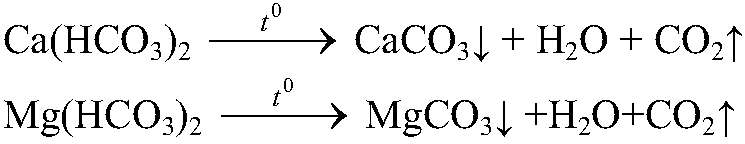 Ca(HCO₃)₂ —t⁰→ CaCO₃↓ + H₂O + CO₂↑
Mg(HCO₃)₂ —t⁰→ MgCO₃↓ +H₂O+CO₂↑